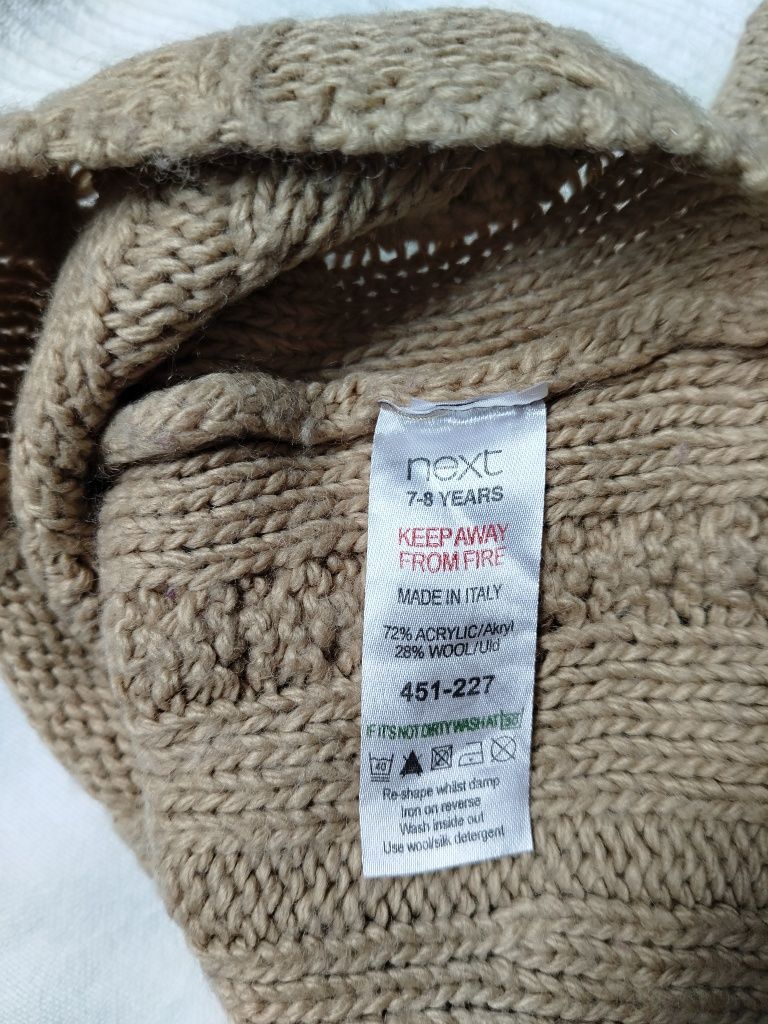 next
7-8 YEARS
KEEP AWAY
FROM FIRE
MADE IN ITALY
72% ACRYLIC/Akryl
28% WOOL/Uld
451-227
IF IT'S NOT DIRTY WASH AT 30
40
Re-shape whilst damp
Iron on reverse
Wash inside out
Use wool/silk detergent